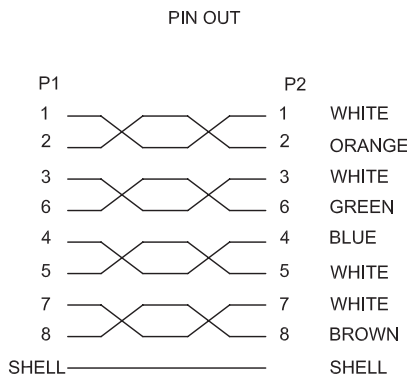 PIN OUT
P1 P2
1 1 WHITE
2 2 ORANGE
3 3 WHITE
6 6 GREEN
4 4 BLUE
5 5 WHITE
7 7 WHITE
8 8 BROWN
SHELL SHELL